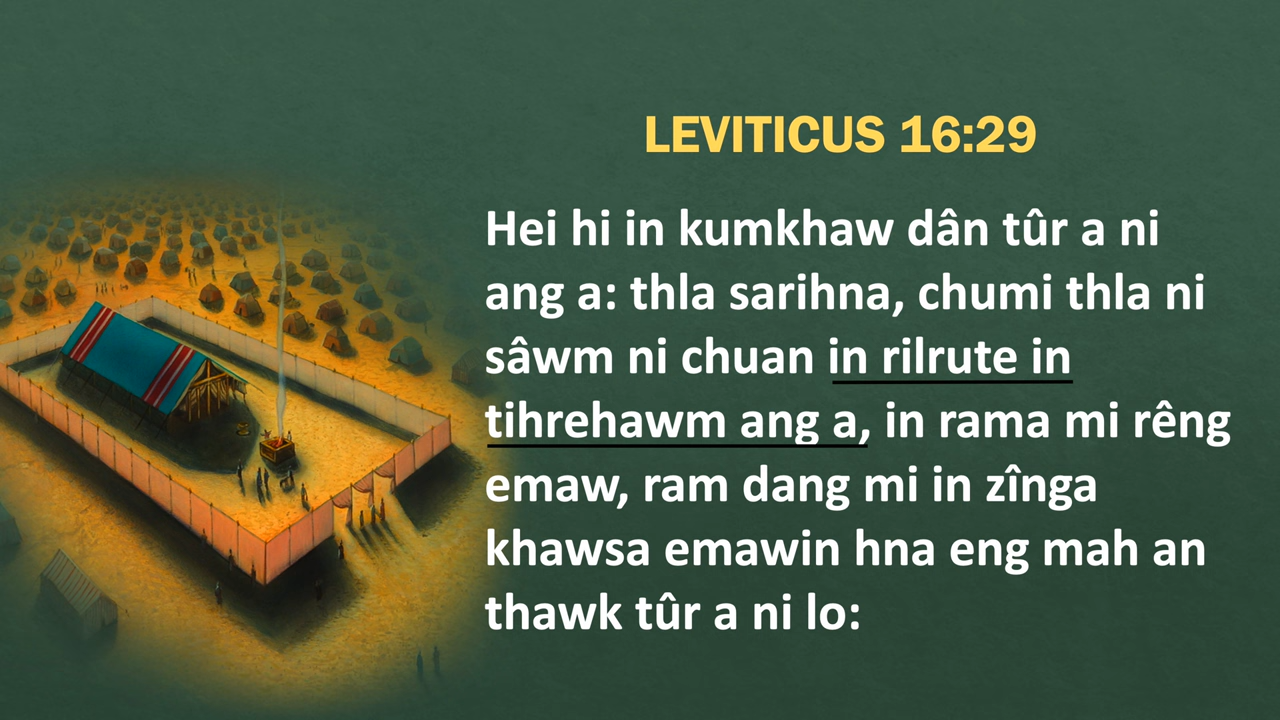 LEVITICUS 16:29
Hei hi in kumkhaw dân tûr a ni
ang a: thla sarihna, chumi thla ni
sâwm ni chuan in rilrute in
tihrehawm ang a, in rama mi rêng
emaw, ram dang mi in zînga
khawsa emawin hna eng mah an
thawk tûr a ni lo: